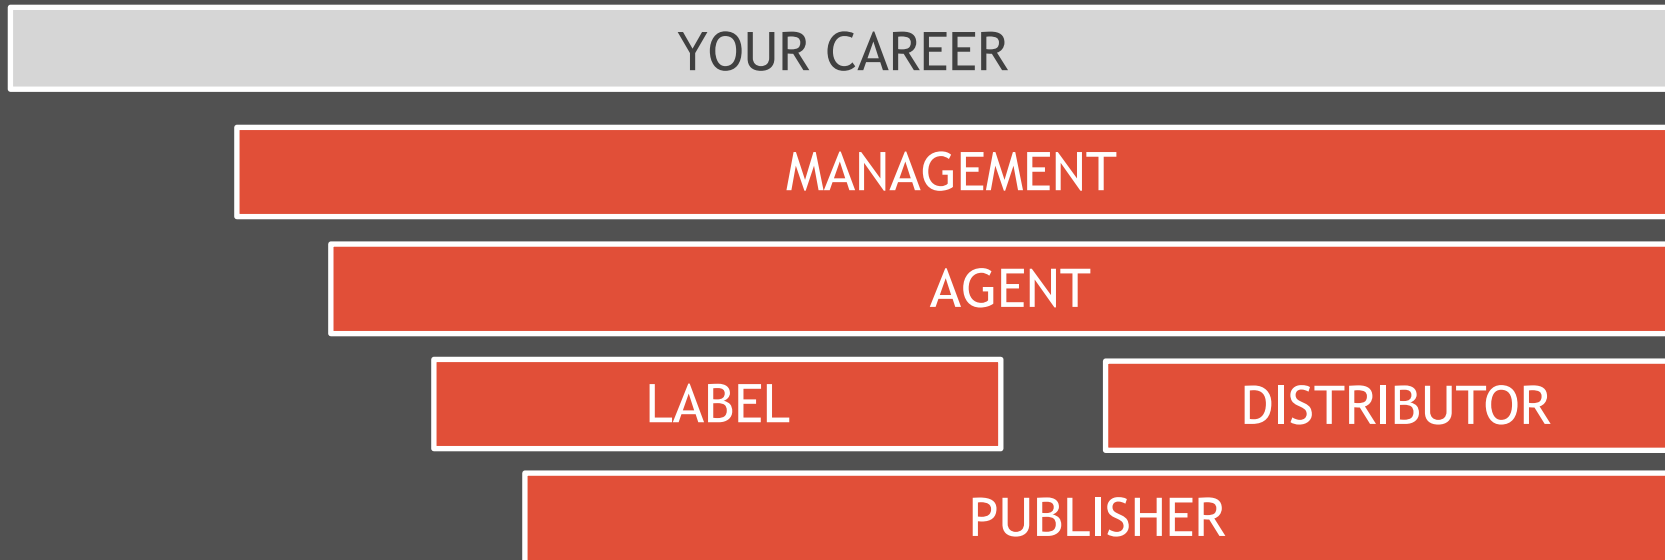 YOUR CAREER
MANAGEMENT
AGENT
LABEL
DISTRIBUTOR
PUBLISHER